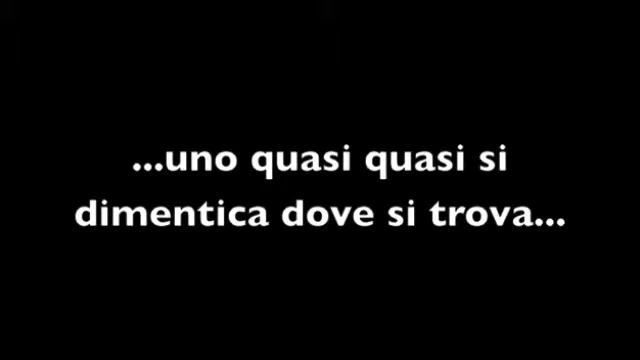 ...uno quasi quasi si
dimentica dove si trova...